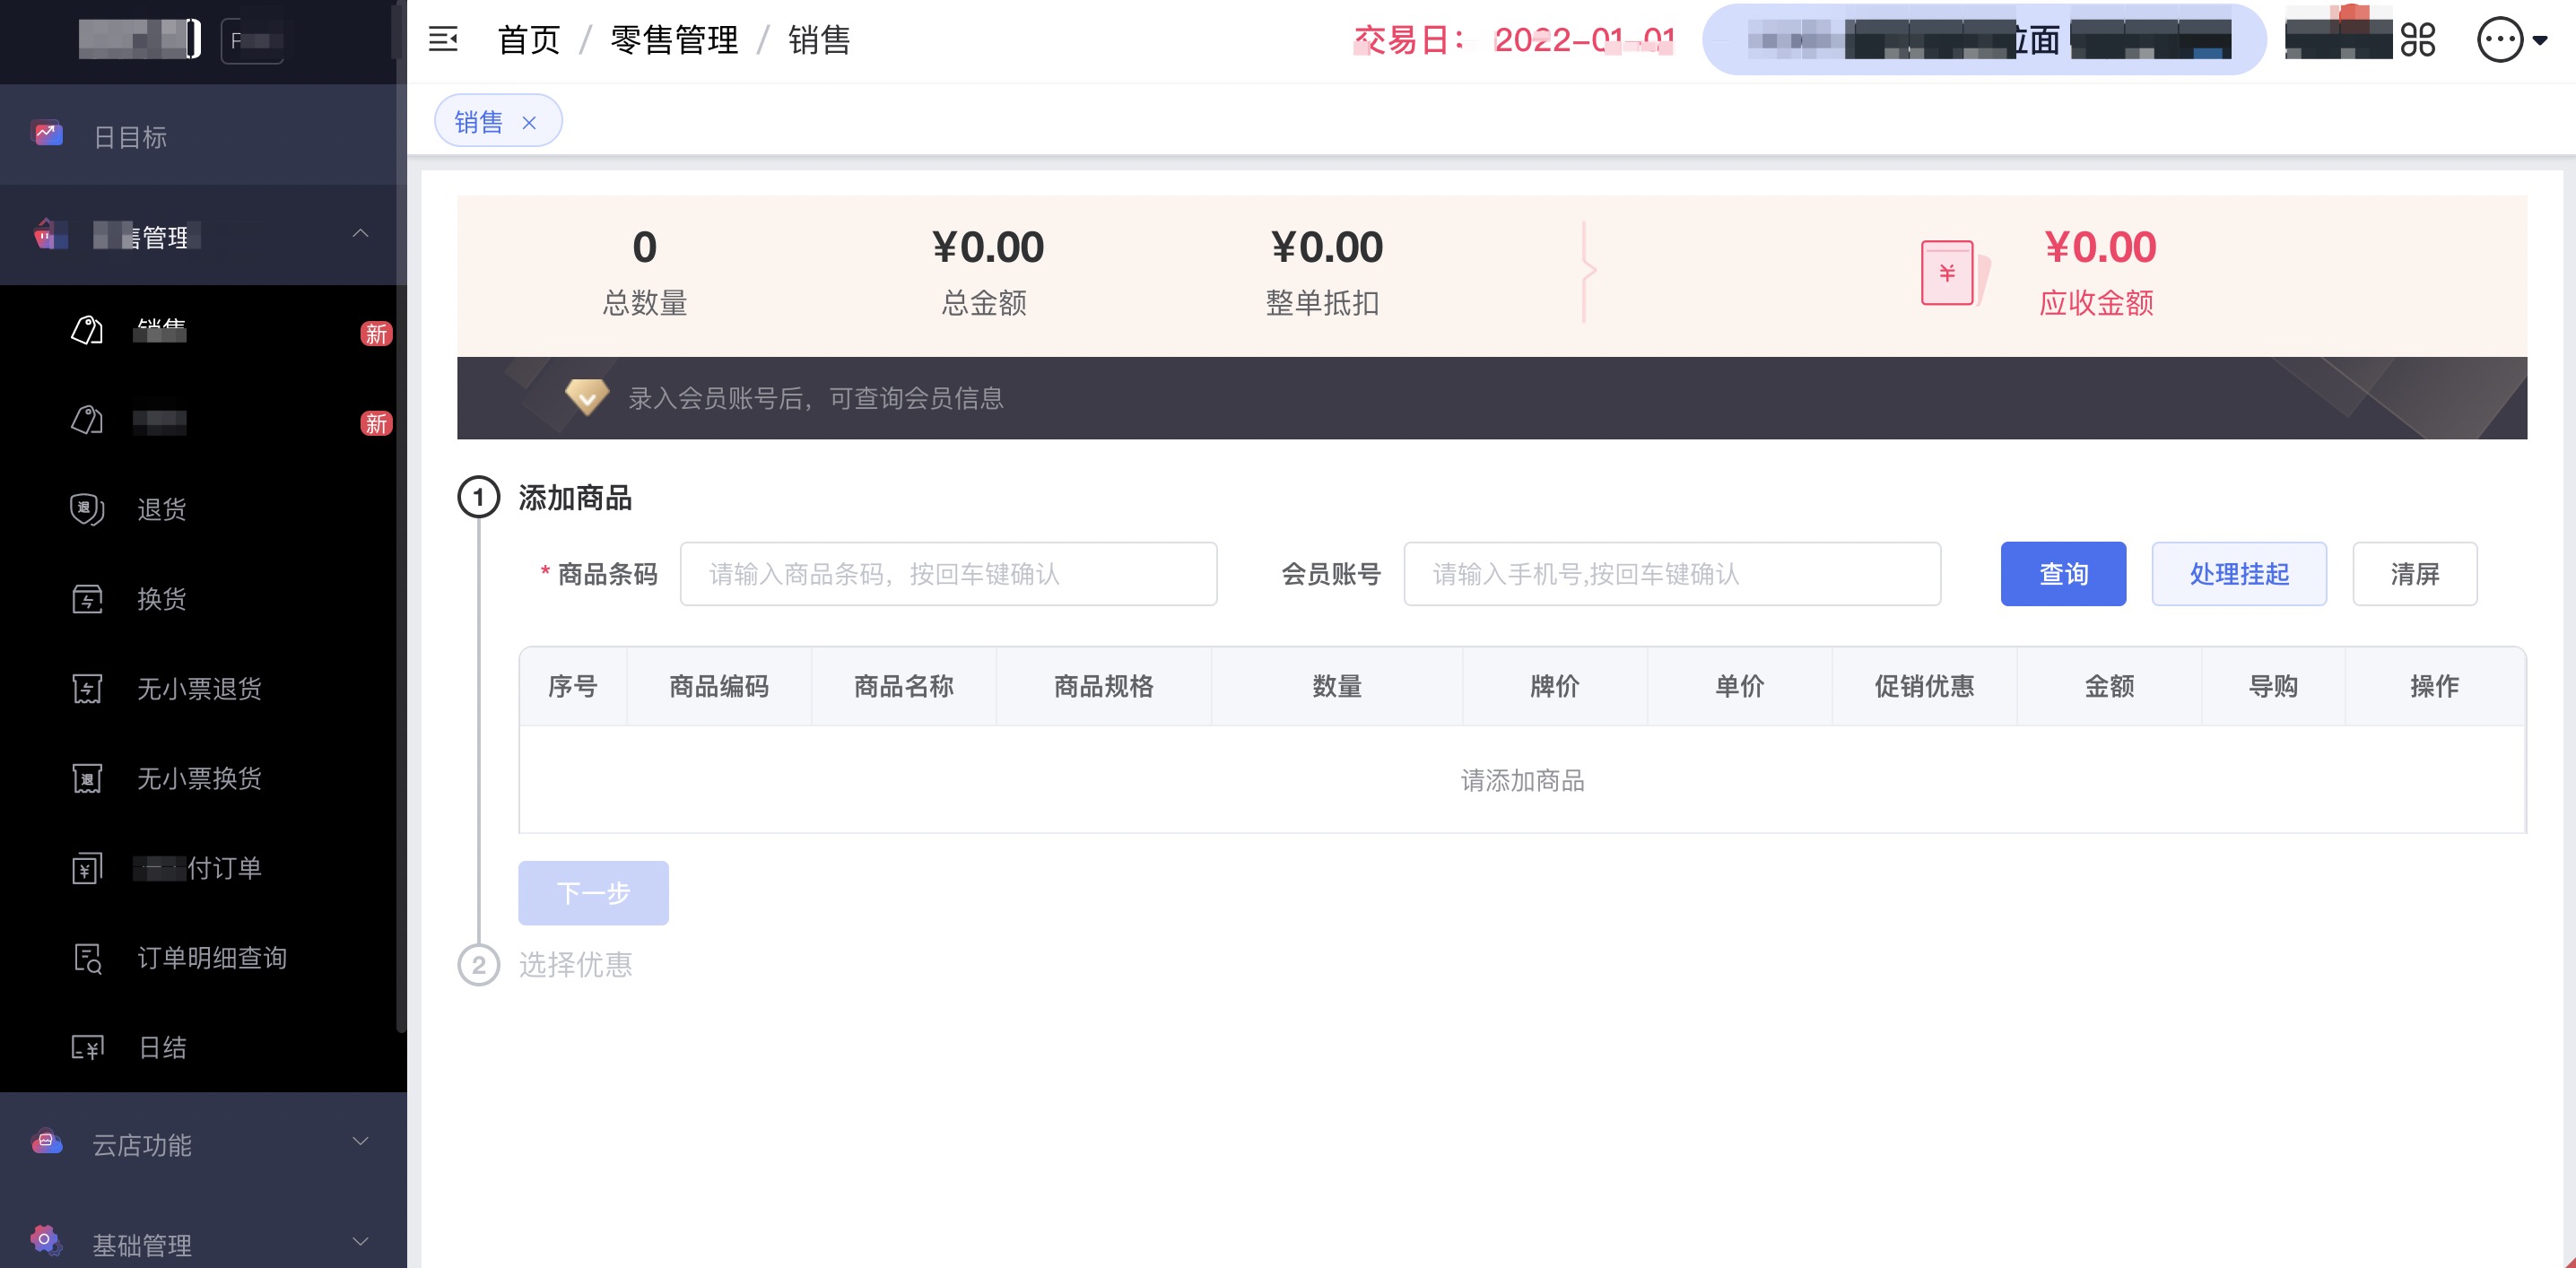 首页 / 零售管理 / 销售
交易日： 2022-01-01
位面
销售 ×
日目标
售管理
销售
新
新
退货
换货
无小票退货
无小票换货
付订单
订单明细查询
日结
云店功能
基础管理
0
总数量
¥0.00
总金额
¥0.00
整单抵扣
¥
¥0.00
应收金额
录入会员账号后，可查询会员信息
1 添加商品
* 商品条码 请输入商品条码，按回车键确认 会员账号 请输入手机号,按回车键确认 查询 处理挂起 清屏
序号 商品编码 商品名称 商品规格 数量 牌价 单价 促销优惠 金额 导购 操作
请添加商品
下一步
2 选择优惠